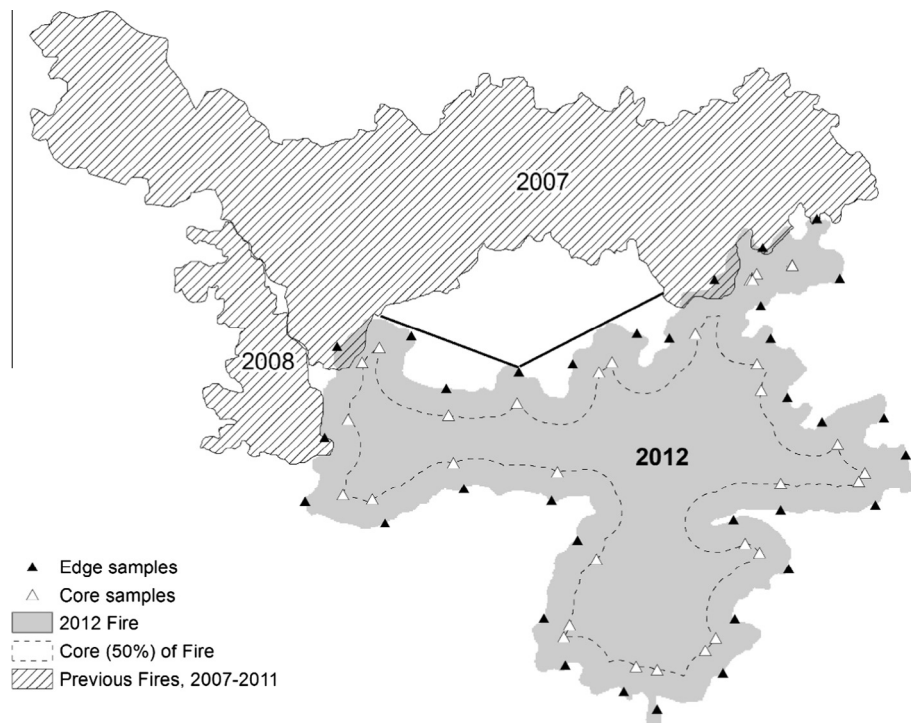 2007
2008
2012
Edge samples
Core samples
2012 Fire
Core (50%) of Fire
Previous Fires, 2007-2011